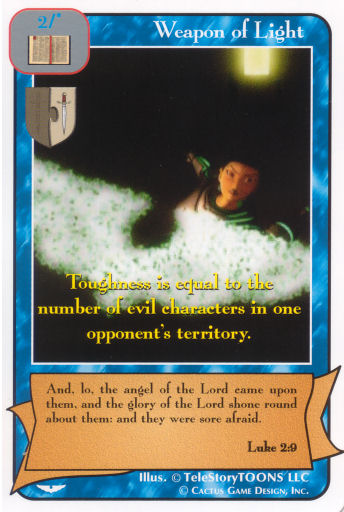 2/*
Weapon of Light
Toughness is equal to the
number of evil characters in one
opponent's territory.
And, lo, the angel of the Lord came upon
them, and the glory of the Lord shone round
about them: and they were sore afraid.
Luke 2:9
Illus. © TeleStoryTOONS LLC
© Cactus Game Design, Inc.